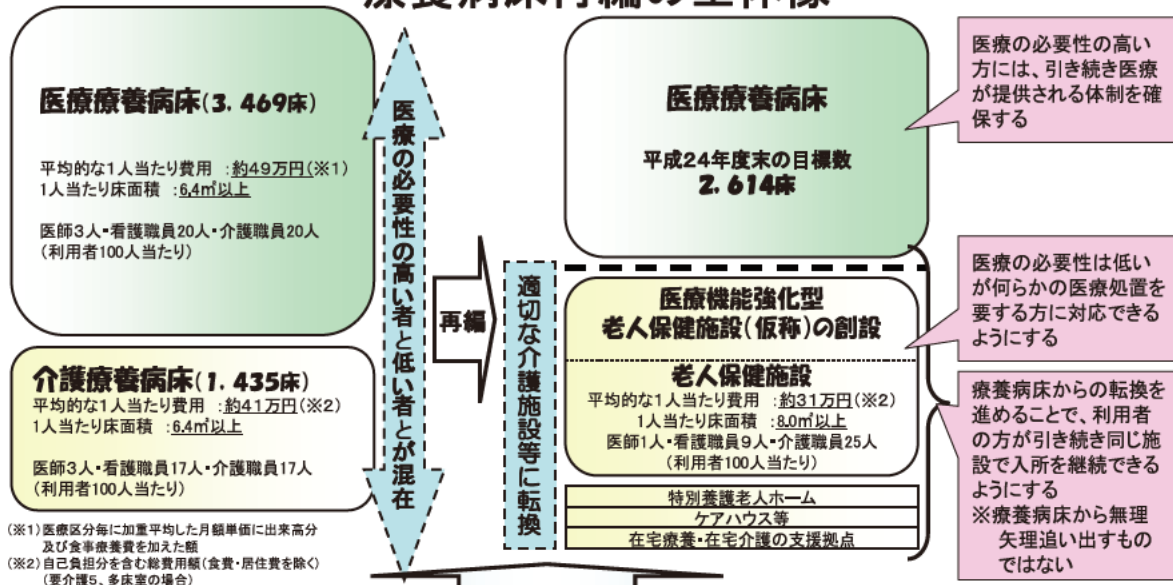 療養病床再編の全体像
医療療養病床(3．469床)
平均的な1人当たり費用 ：約49万円(※1)
1人当たり床面積 ：6.4㎡以上
医師3人・看護職員20人・介護職員20人
(利用者100人当たり)
介護療養病床(1．435床)
平均的な1人当たり費用 ：約41万円(※2)
1人当たり床面積 ：6.4㎡以上
医師3人・看護職員17人・介護職員17人
(利用者100人当たり)
(※1)医療区分毎に加重平均した月額単価に出来高分
及び食事療養費を加えた額
(※2)自己負担分を含む総費用額(食費・居住費を除く)
(要介護5、多床室の場合)
医療の必要性の高い者と低い者とが混在
再編
適切な介護施設等に転換
医療療養病床
平成24年度末の目標数
2．614床
医療機能強化型
老人保健施設(仮称)の創設
老人保健施設
平均的な1人当たり費用 ：約31万円(※2)
1人当たり床面積 ：8.0㎡以上
医師1人・看護職員9人・介護職員25人
(利用者100人当たり)
特別養護老人ホーム
ケアハウス等
在宅療養・在宅介護の支援拠点
医療の必要性の高い
方には、引き続き医療
が提供される体制を確
保する
医療の必要性は低い
が何らかの医療処置を
要する方に対応できる
ようにする
療養病床からの転換を
進めることで、利用者
の方が引き続き同じ施
設で入所を継続できる
ようにする
※療養病床から無理
矢理追い出すもの
ではない